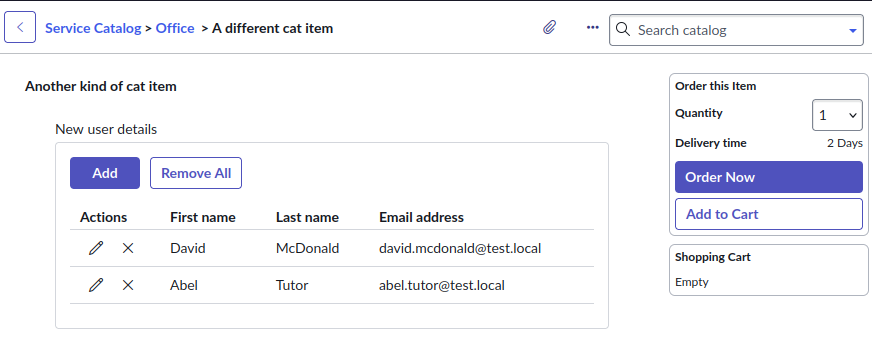 Service Catalog > Office > A different cat item
Search catalog
Another kind of cat item
New user details
Add Remove All
Actions First name Last name Email address
David McDonald david.mcdonald@test.local
Abel Tutor abel.tutor@test.local
Order this Item
Quantity 1
Delivery time 2 Days
Order Now
Add to Cart
Shopping Cart
Empty